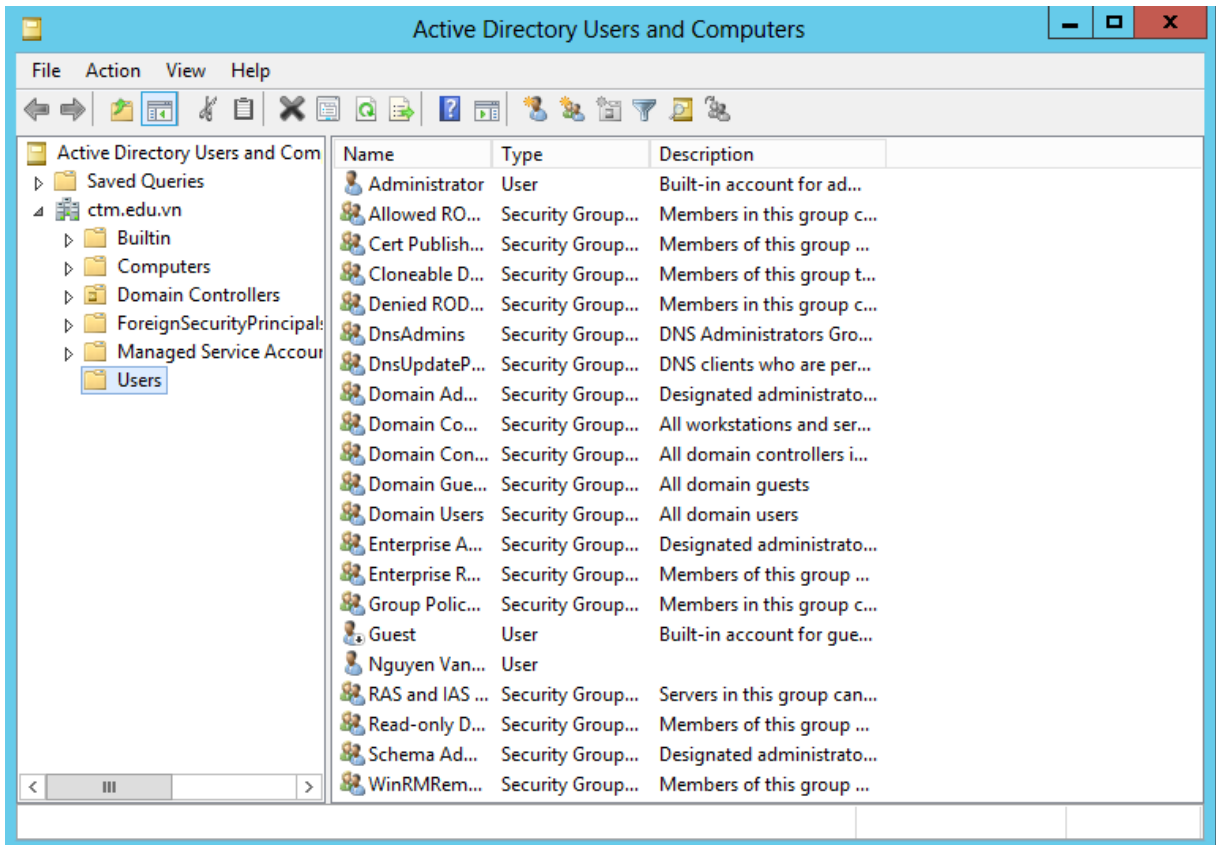 Active Directory Users and Computers
File Action View Help
Active Directory Users and Com
Saved Queries
ctm.edu.vn
Builtin
Computers
Domain Controllers
ForeignSecurityPrincipals
Managed Service Accour
Users
Name Type Description
Administrator User Built-in account for ad...
Allowed RO... Security Group... Members in this group c...
Cert Publish... Security Group... Members of this group ...
Cloneable D... Security Group... Members of this group t...
Denied ROD... Security Group... Members in this group c...
DnsAdmins Security Group... DNS Administrators Gro...
DnsUpdateP... Security Group... DNS clients who are per...
Domain Ad... Security Group... Designated administrato...
Domain Co... Security Group... All workstations and ser...
Domain Con... Security Group... All domain controllers i...
Domain Gue... Security Group... All domain guests
Domain Users Security Group... All domain users
Enterprise A... Security Group... Designated administrato...
Enterprise R... Security Group... Members of this group ...
Group Polic... Security Group... Members in this group c...
Guest User Built-in account for gue...
Nguyen Van... User
RAS and IAS ... Security Group... Servers in this group can...
Read-only D... Security Group... Members of this group ...
Schema Ad... Security Group... Designated administrato...
WinRMRem... Security Group... Members of this group ...